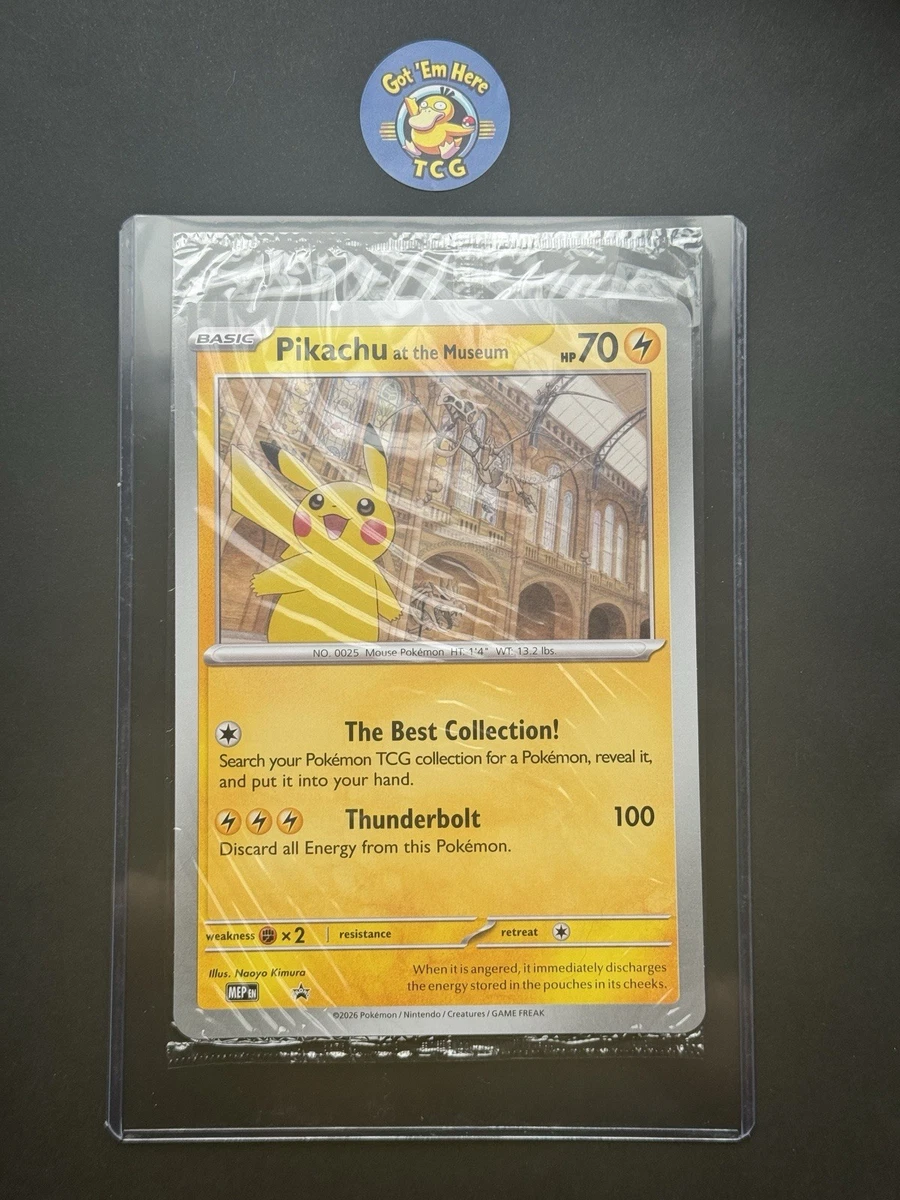 Got 'Em Here
TCG
BASIC Pikachu at the Museum HP 70
NO. 0025 Mouse Pokémon HT: 1'4" WT: 13.2 lbs.
The Best Collection!
Search your Pokémon TCG collection for a Pokémon, reveal it,
and put it into your hand.
Thunderbolt 100
Discard all Energy from this Pokémon.
weakness ×2 resistance retreat
Illus. Naoyo Kimura
When it is angered, it immediately discharges
the energy stored in the pouches in its cheeks.
MEP EN
©2026 Pokémon / Nintendo / Creatures / GAME FREAK